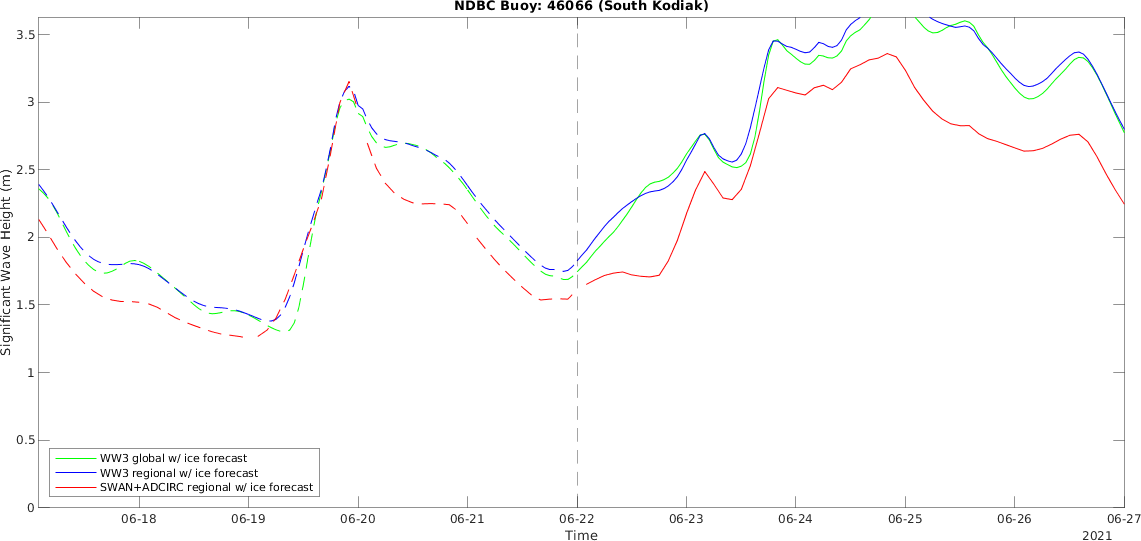 NDBC Buoy: 46066 (South Kodiak)
3.5
3
2.5
2
1.5
1
0.5
0
Significant Wave Height (m)
WW3 global w/ ice forecast
WW3 regional w/ ice forecast
SWAN+ADCIRC regional w/ ice forecast
06-18 06-19 06-20 06-21 06-22 06-23 06-24 06-25 06-26 06-27
Time
2021